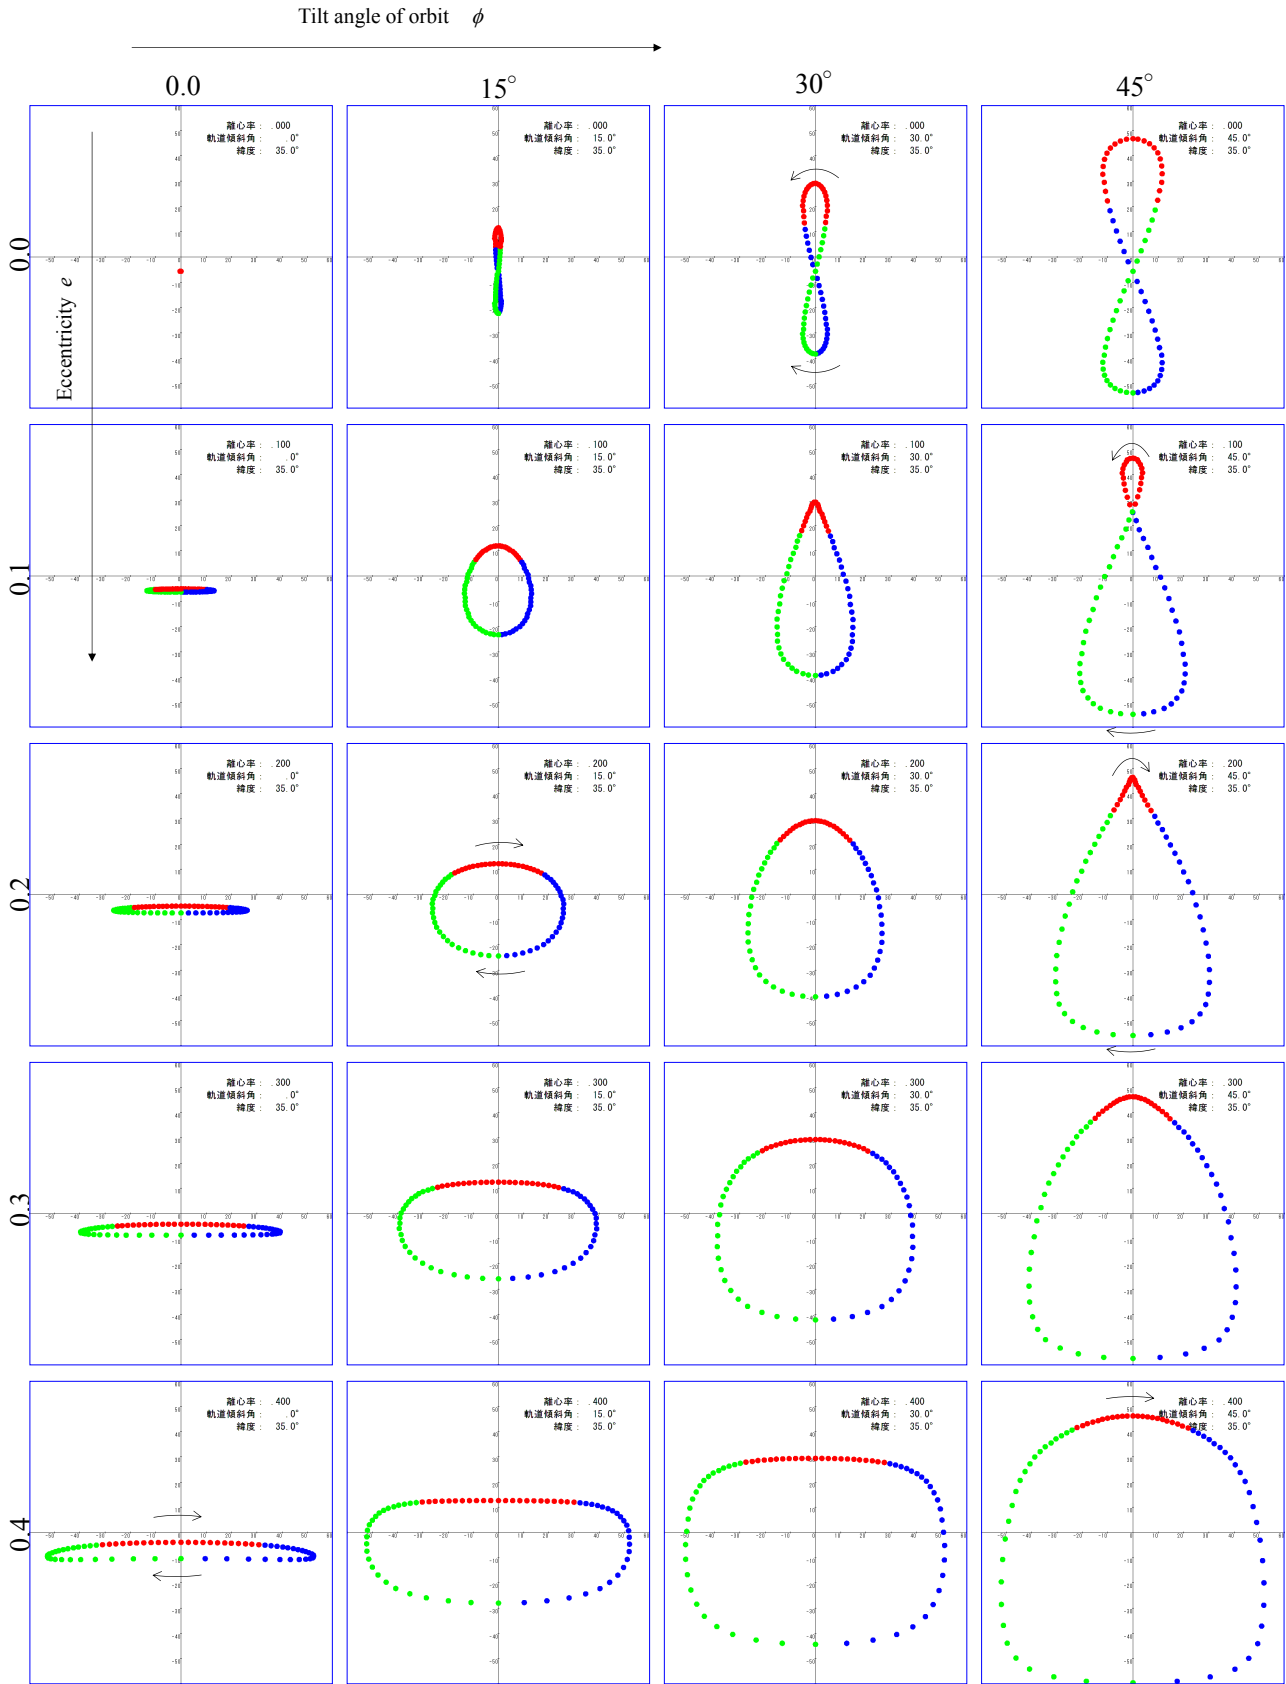 Tilt angle of orbit ϕ
0.0
15°
30°
45°
Eccentricity e
0.0
離心率： .000
軌道傾斜角： .0°
緯度： 35.0°
離心率： .000
軌道傾斜角： 15.0°
緯度： 35.0°
離心率： .000
軌道傾斜角： 30.0°
緯度： 35.0°
離心率： .000
軌道傾斜角： 45.0°
緯度： 35.0°
0.1
離心率： .100
軌道傾斜角： .0°
緯度： 35.0°
離心率： .100
軌道傾斜角： 15.0°
緯度： 35.0°
離心率： .100
軌道傾斜角： 30.0°
緯度： 35.0°
離心率： .100
軌道傾斜角： 45.0°
緯度： 35.0°
0.2
離心率： .200
軌道傾斜角： .0°
緯度： 35.0°
離心率： .200
軌道傾斜角： 15.0°
緯度： 35.0°
離心率： .200
軌道傾斜角： 30.0°
緯度： 35.0°
離心率： .200
軌道傾斜角： 45.0°
緯度： 35.0°
0.3
離心率： .300
軌道傾斜角： .0°
緯度： 35.0°
離心率： .300
軌道傾斜角： 15.0°
緯度： 35.0°
離心率： .300
軌道傾斜角： 30.0°
緯度： 35.0°
離心率： .300
軌道傾斜角： 45.0°
緯度： 35.0°
0.4
離心率： .400
軌道傾斜角： .0°
緯度： 35.0°
離心率： .400
軌道傾斜角： 15.0°
緯度： 35.0°
離心率： .400
軌道傾斜角： 30.0°
緯度： 35.0°
離心率： .400
軌道傾斜角： 45.0°
緯度： 35.0°